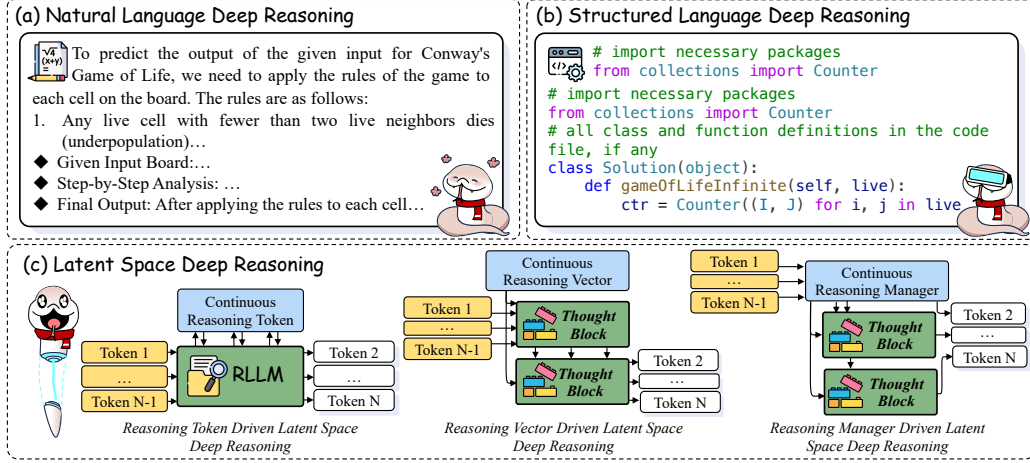 (a) Natural Language Deep Reasoning
√4
(x+y)
To predict the output of the given input for Conway's
Game of Life, we need to apply the rules of the game to
each cell on the board. The rules are as follows:
1. Any live cell with fewer than two live neighbors dies
(underpopulation)…
◆ Given Input Board:…
◆ Step-by-Step Analysis: …
◆ Final Output: After applying the rules to each cell…
(b) Structured Language Deep Reasoning
</>
# import necessary packages
from collections import Counter
# import necessary packages
from collections import Counter
# all class and function definitions in the code
file, if any
class Solution(object):
def gameOfLifeInfinite(self, live):
ctr = Counter((I, J) for i, j in live
(c) Latent Space Deep Reasoning
Continuous
Reasoning Token
Token 1
…
Token N-1
RLLM
Token 2
…
Token N
Reasoning Token Driven Latent Space
Deep Reasoning
Continuous
Reasoning Vector
Token 1
…
Token N-1
Thought
Block
Thought
Block
Token 2
…
Token N
Reasoning Vector Driven Latent Space
Deep Reasoning
Token 1
…
Token N-1
Continuous
Reasoning Manager
Thought
Block
Thought
Block
Token 2
…
Token N
Reasoning Manager Driven Latent
Space Deep Reasoning